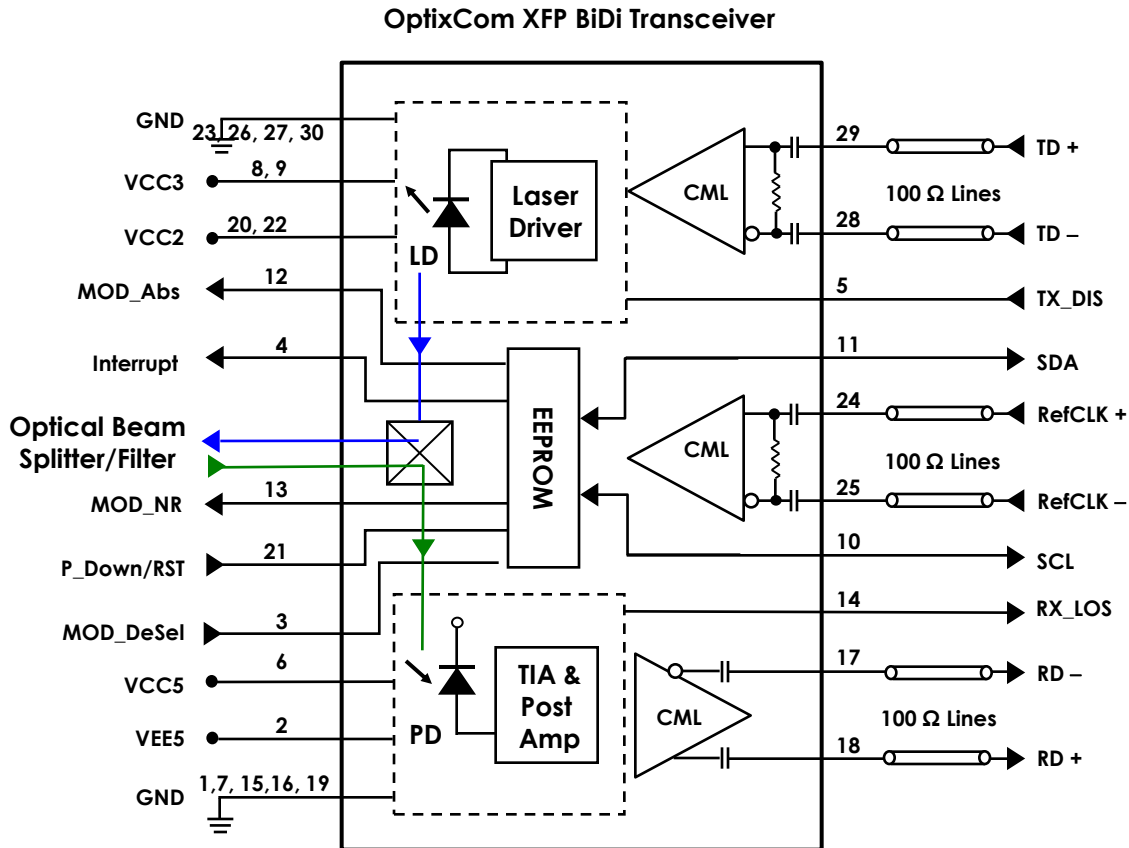 OptixCom XFP BiDi Transceiver
GND
23, 26, 27, 30
VCC3
8, 9
VCC2
20, 22
MOD_Abs
12
Interrupt
4
Optical Beam
Splitter/Filter
MOD_NR
13
P_Down/RST
21
MOD_DeSel
3
VCC5
6
VEE5
2
GND
1,7, 15,16, 19
LD
Laser
Driver
CML
EEPROM
CML
PD
TIA &
Post
Amp
CML
29
TD +
100 Ω Lines
28
TD –
5
TX_DIS
11
SDA
24
RefCLK +
100 Ω Lines
25
RefCLK –
10
SCL
14
RX_LOS
17
RD –
100 Ω Lines
18
RD +